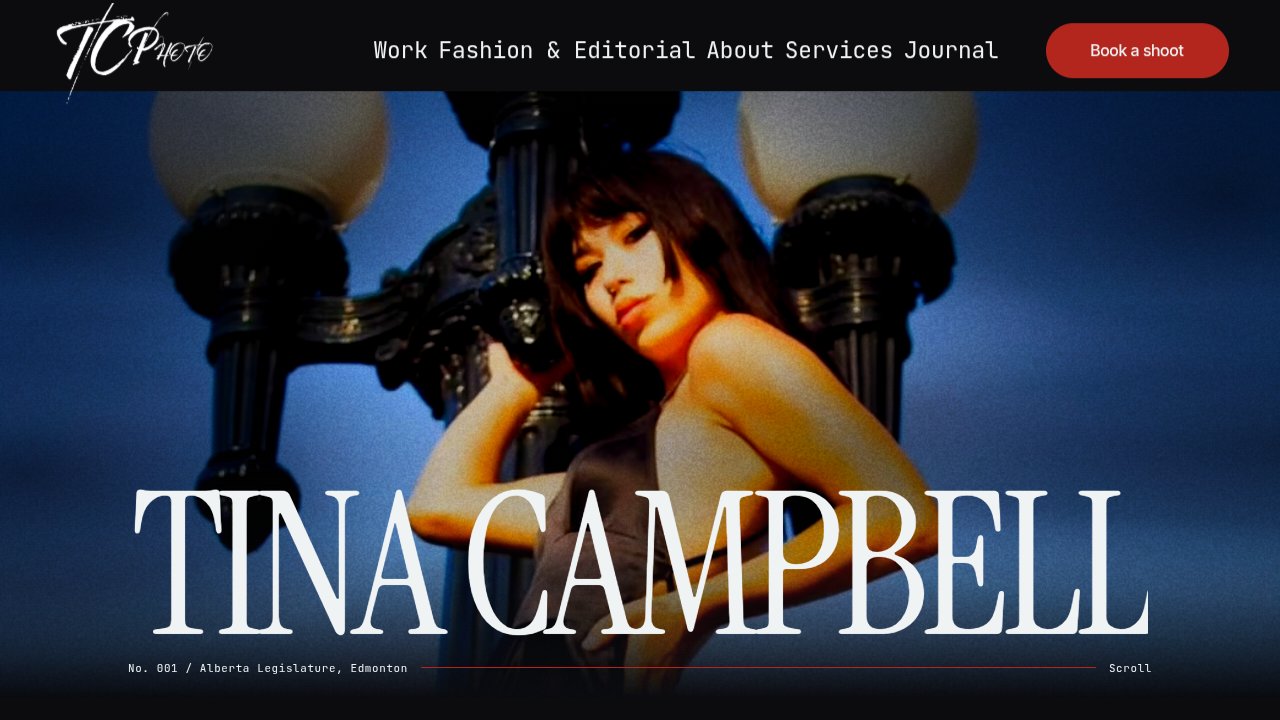 TCPHOTO
Work Fashion & Editorial About Services Journal
Book a shoot
TINA CAMPBELL
No. 001 / Alberta Legislature, Edmonton
Scroll